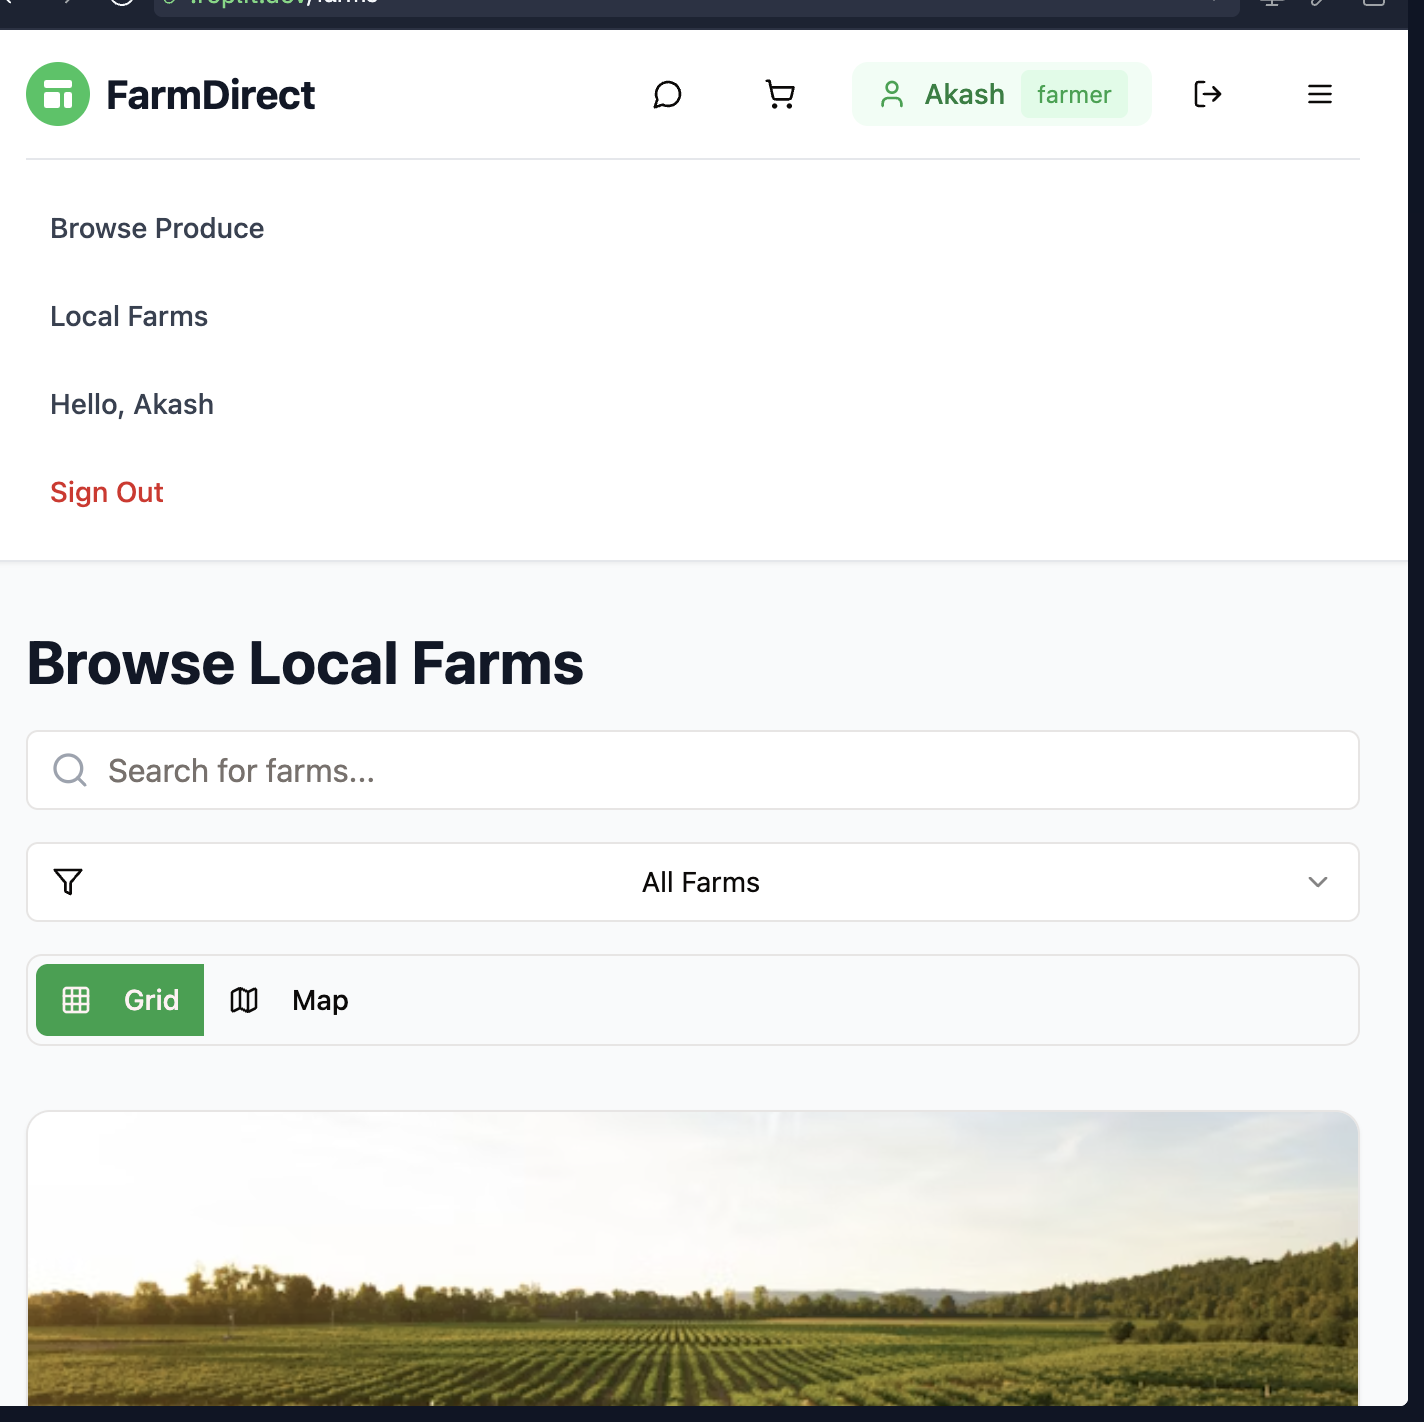 FarmDirect
Akash farmer
Browse Produce
Local Farms
Hello, Akash
Sign Out
Browse Local Farms
Search for farms...
All Farms
Grid Map